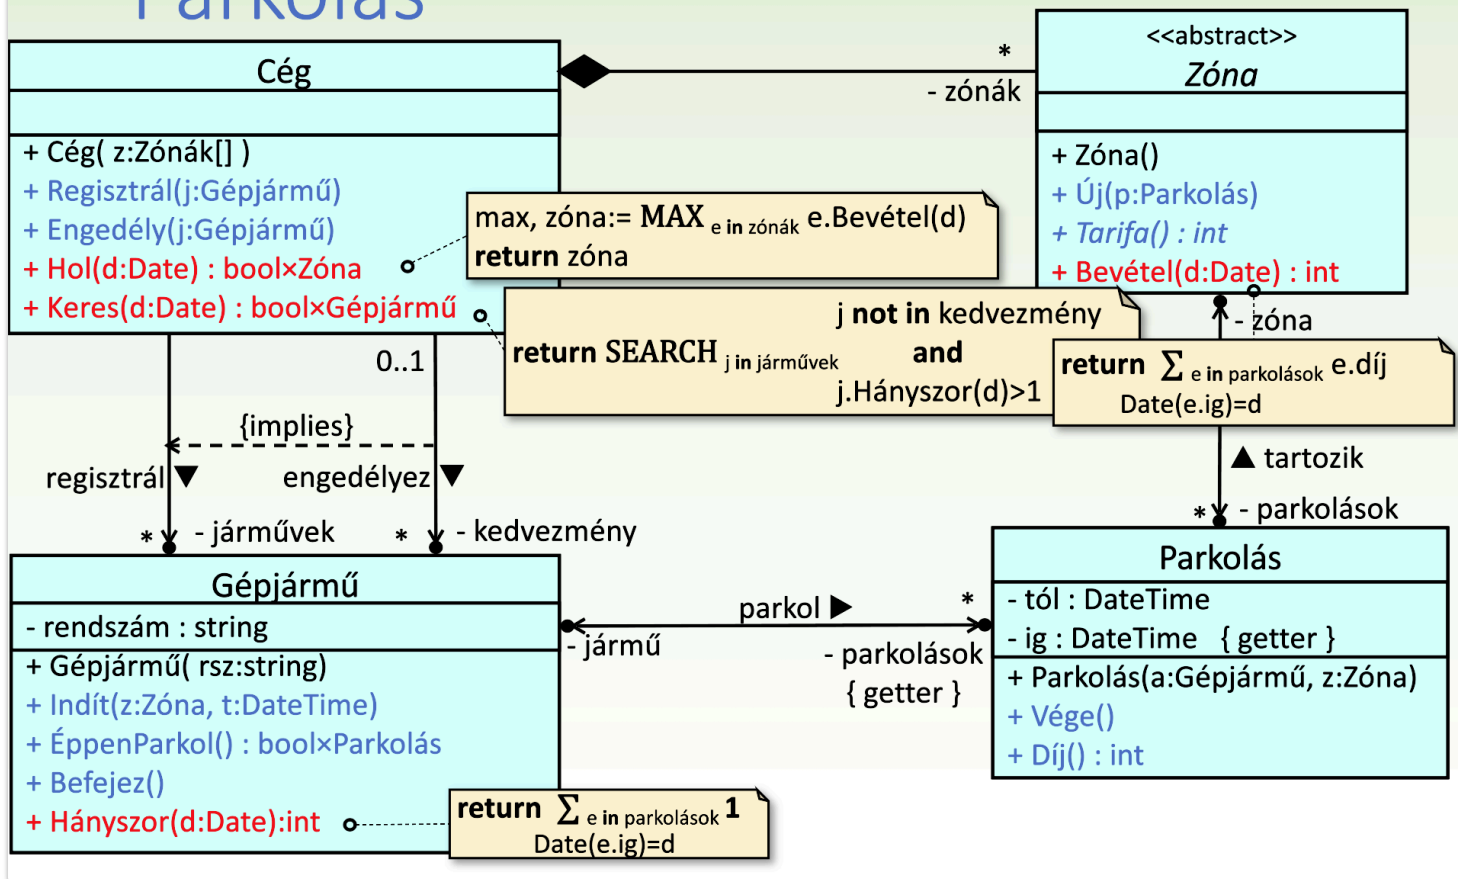 Parkolás
Cég
+ Cég( z:Zónák[] )
+ Regisztrál(j:Gépjármű)
+ Engedély(j:Gépjármű)
+ Hol(d:Date) : bool×Zóna
+ Keres(d:Date) : bool×Gépjármű
*
- zónák
<<abstract>>
Zóna
+ Zóna()
+ Új(p:Parkolás)
+ Tarifa() : int
+ Bevétel(d:Date) : int
max, zóna:= MAX e in zónák e.Bevétel(d)
return zóna
j not in kedvezmény
return SEARCH j in járművek and
j.Hányszor(d)>1
- zóna
return ∑ e in parkolások e.díj
Date(e.ig)=d
0..1
{implies}
regisztrál ▼
engedélyez ▼
▲ tartozik
* - járművek
* - kedvezmény
* - parkolások
Gépjármű
- rendszám : string
+ Gépjármű( rsz:string)
+ Indít(z:Zóna, t:DateTime)
+ ÉppenParkol() : bool×Parkolás
+ Befejez()
+ Hányszor(d:Date):int
return ∑ e in parkolások 1
Date(e.ig)=d
parkol ▶
*
- jármű
- parkolások
{ getter }
Parkolás
- tól : DateTime
- ig : DateTime { getter }
+ Parkolás(a:Gépjármű, z:Zóna)
+ Vége()
+ Díj() : int